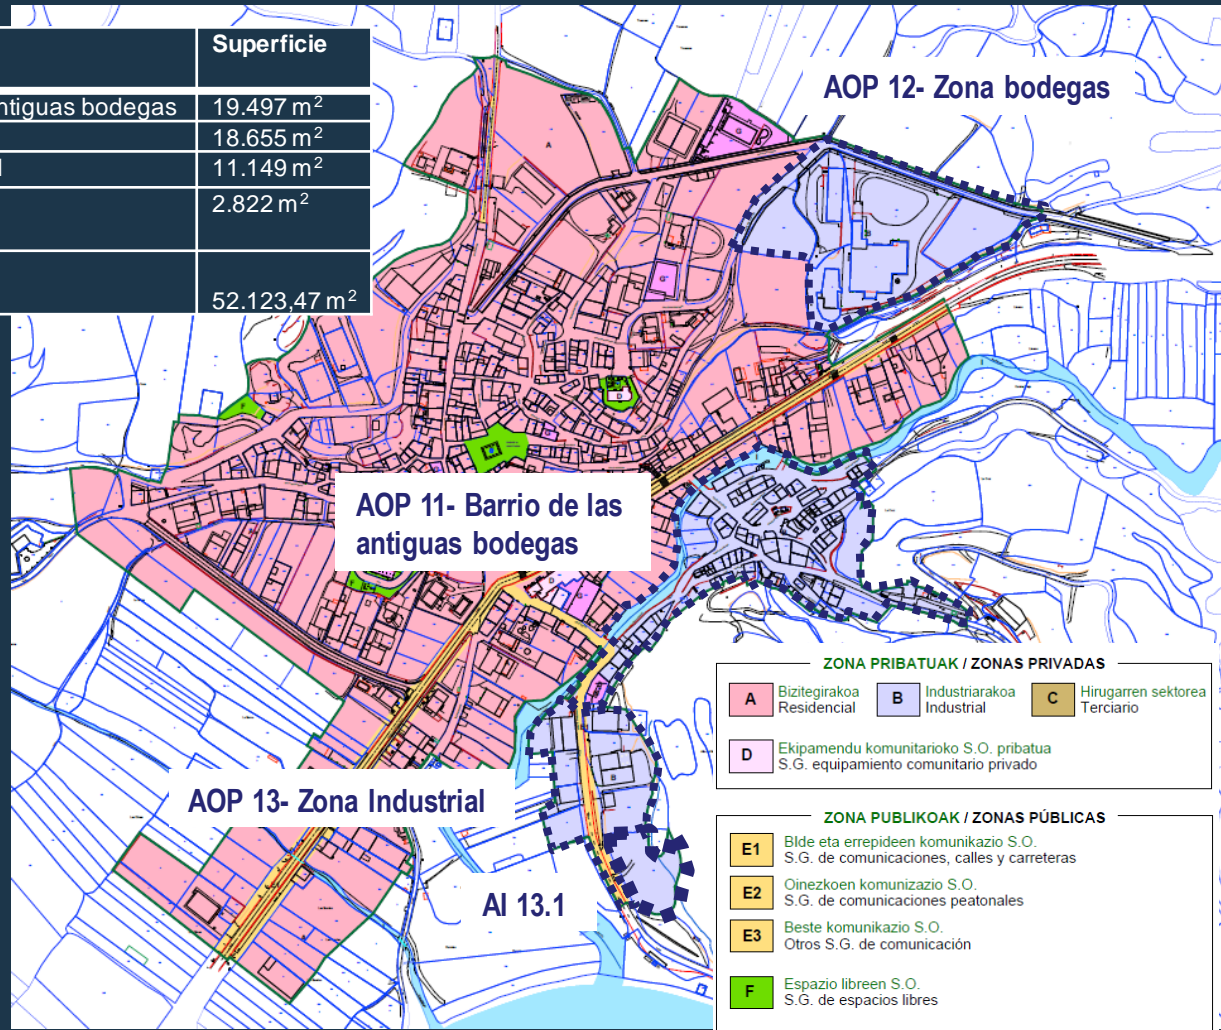 Superficie
ntiguas bodegas 19.497 m²
18.655 m²
l 11.149 m²
2.822 m²
52.123,47 m²
AOP 12- Zona bodegas
AOP 11- Barrio de las
antiguas bodegas
AOP 13- Zona Industrial
AI 13.1
ZONA PRIBATUAK / ZONAS PRIVADAS
A Bizitegirakoa
Residencial
B Industriarakoa
Industrial
C Hirugarren sektorea
Terciario
D Ekipamendu komunitarioko S.O. pribatua
S.G. equipamiento comunitario privado
ZONA PUBLIKOAK / ZONAS PÚBLICAS
E1 BIde eta errepideen komunikazio S.O.
S.G. de comunicaciones, calles y carreteras
E2 Oinezkoen komunizazio S.O.
S.G. de comunicaciones peatonales
E3 Beste komunikazio S.O.
Otros S.G. de comunicación
F Espazio libreen S.O.
S.G. de espacios libres